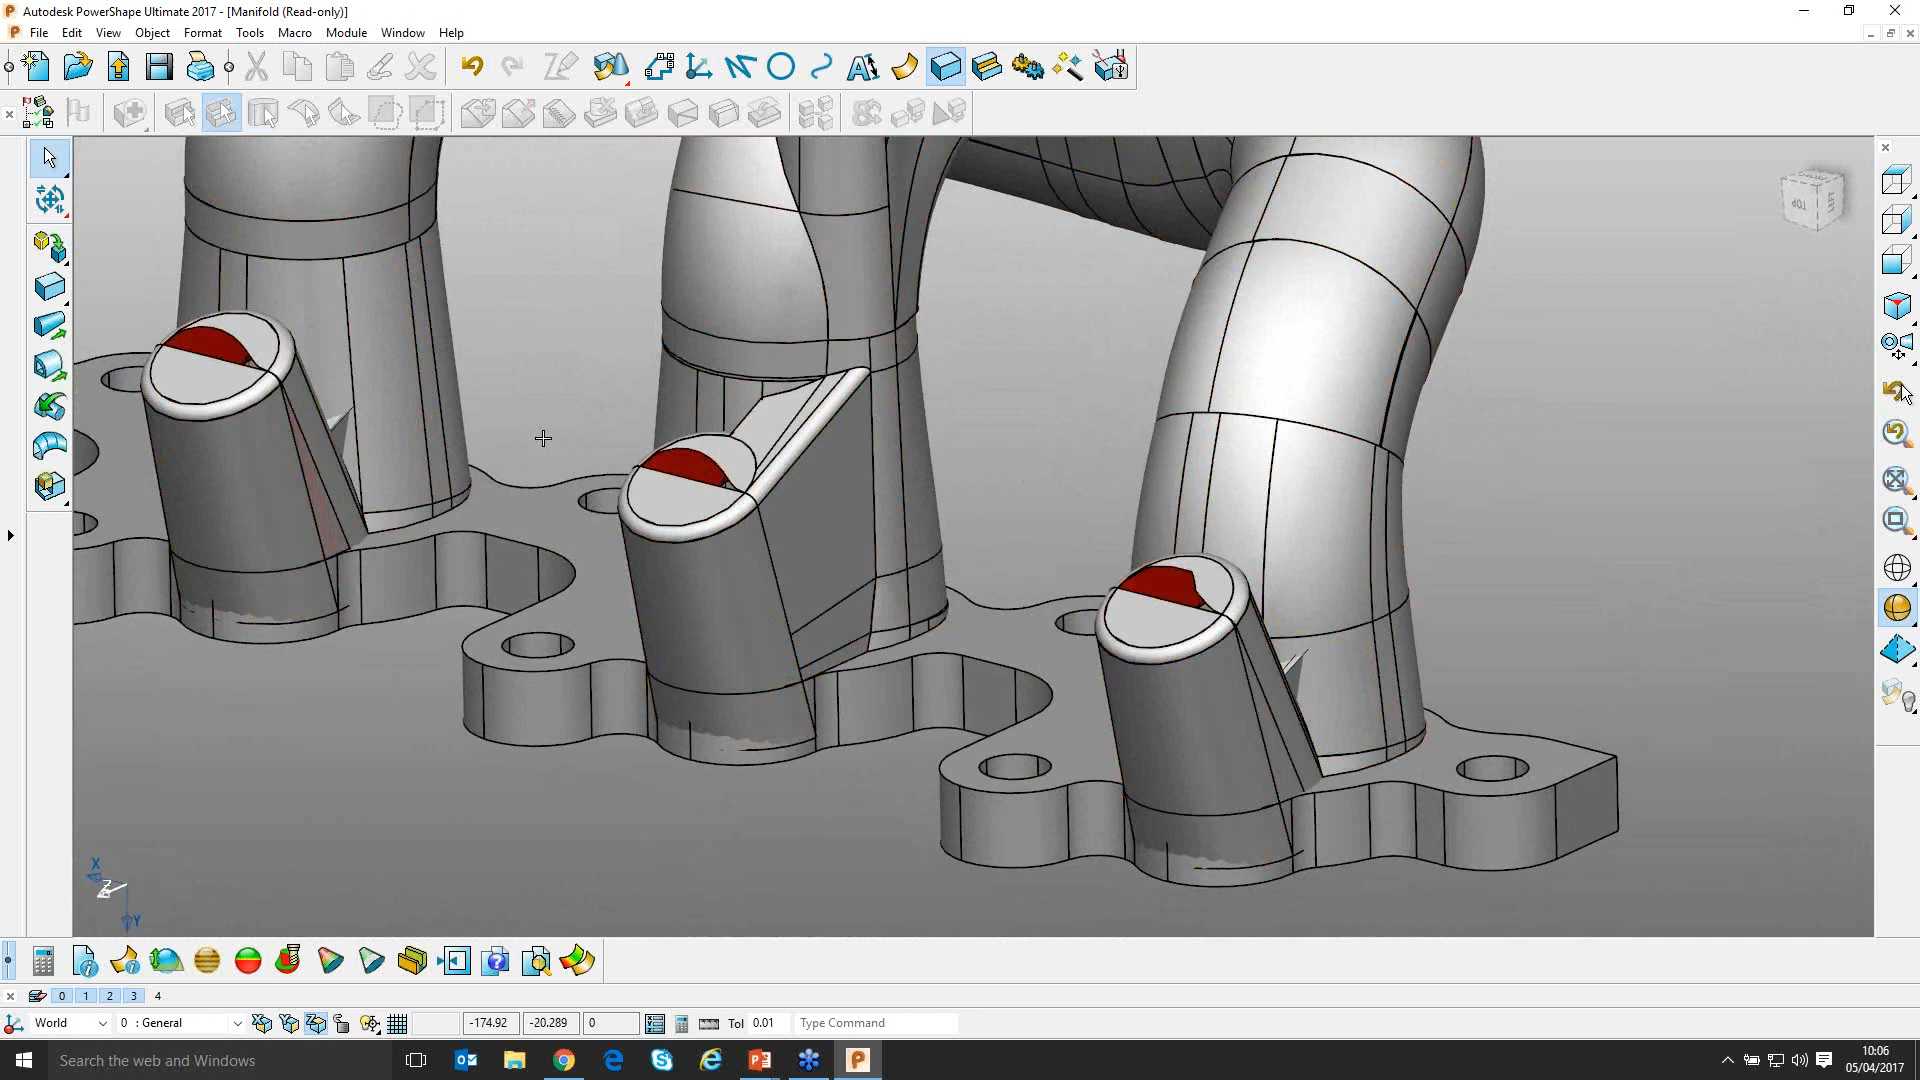 Autodesk PowerShape Ultimate 2017 - [Manifold (Read-only)]
File Edit View Object Format Tools Macro Module Window Help
TOP
X
Z
Y
0 1 2 3 4
World 0 : General -174.92 -20.289 0 Tol 0.01 Type Command
Search the web and Windows
10:06
05/04/2017